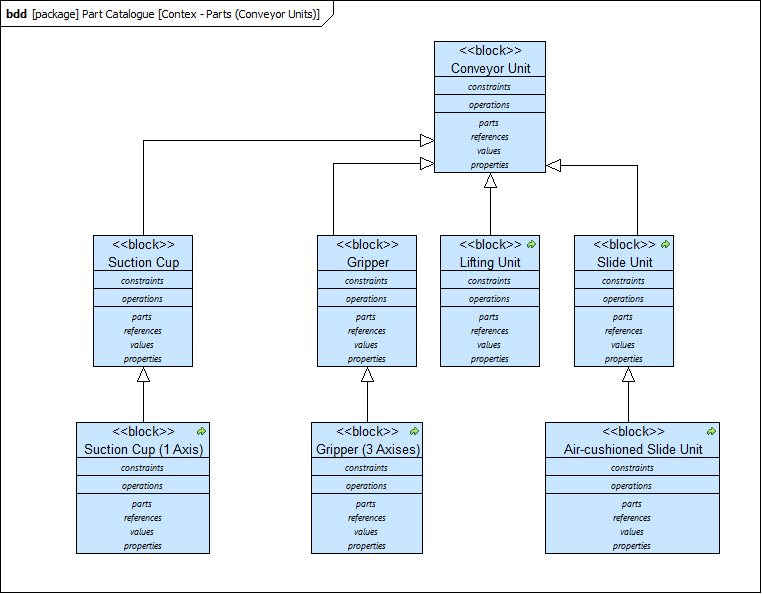 bdd [package] Part Catalogue [Contex - Parts (Conveyor Units)]
<<block>>
Conveyor Unit
constraints
operations
parts
references
values
properties
<<block>>
Suction Cup
constraints
operations
parts
references
values
properties
<<block>>
Gripper
constraints
operations
parts
references
values
properties
<<block>>
Lifting Unit
constraints
operations
parts
references
values
properties
<<block>>
Slide Unit
constraints
operations
parts
references
values
properties
<<block>>
Suction Cup (1 Axis)
constraints
operations
parts
references
values
properties
<<block>>
Gripper (3 Axises)
constraints
operations
parts
references
values
properties
<<block>>
Air-cushioned Slide Unit
constraints
operations
parts
references
values
properties